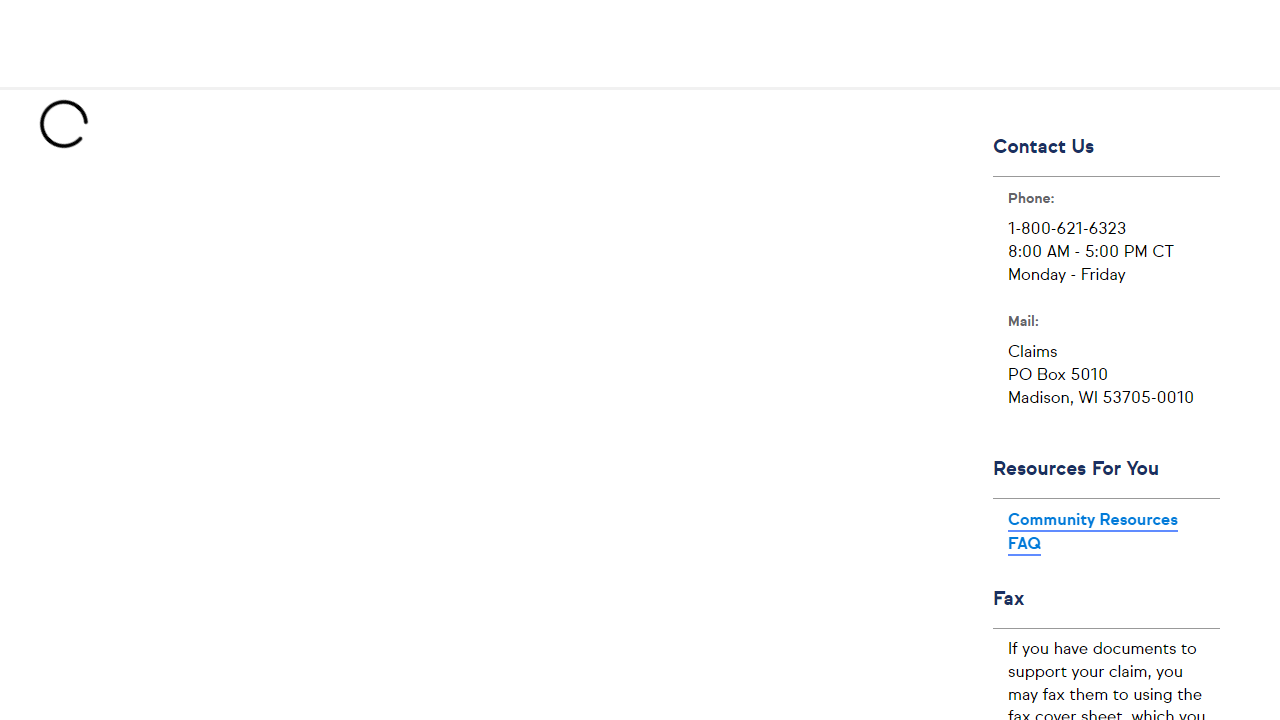 Contact Us
Phone:
1-800-621-6323
8:00 AM - 5:00 PM CT
Monday - Friday
Mail:
Claims
PO Box 5010
Madison, WI 53705-0010
Resources For You
Community Resources
FAQ
Fax
If you have documents to
support your claim, you
may fax them to using the
fax cover sheet, which you